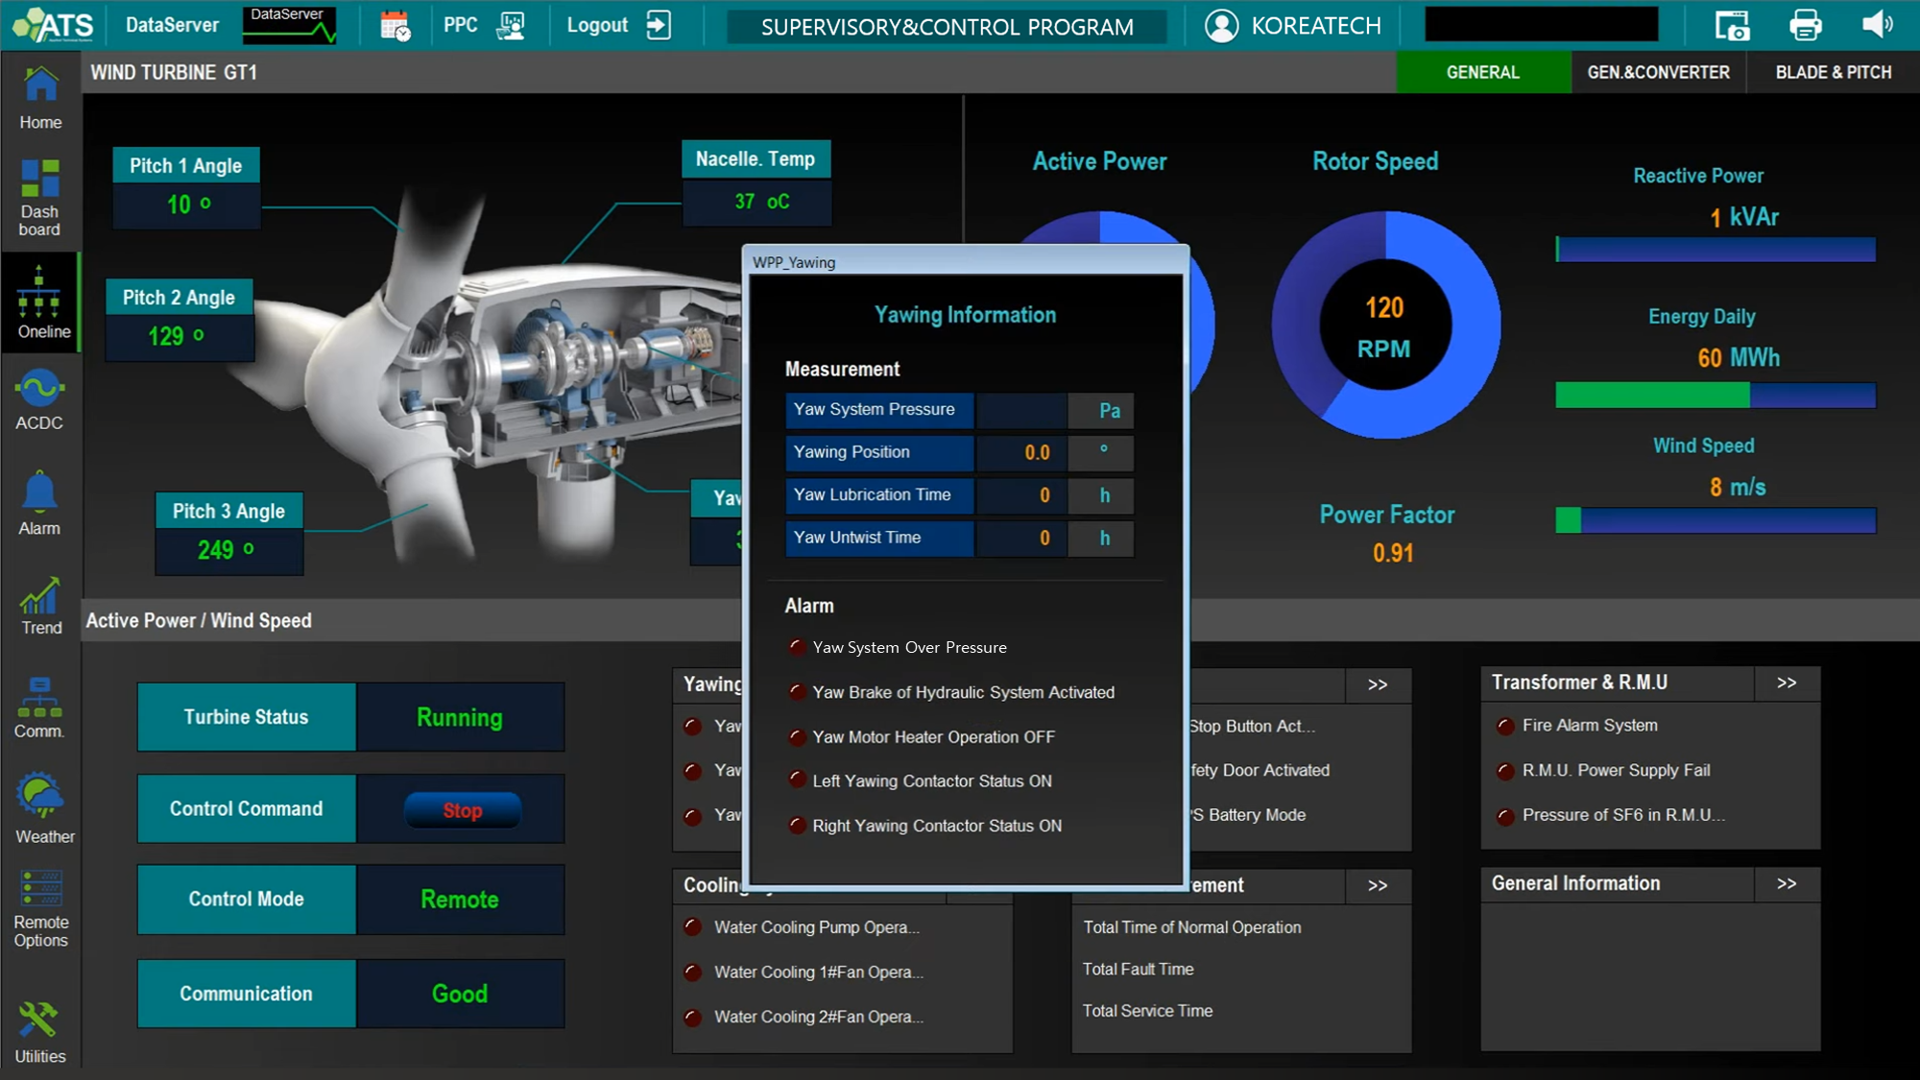 ATS
DataServer
DataServer
PPC
Logout
SUPERVISORY&CONTROL PROGRAM
KOREATECH
WIND TURBINE GT1
GENERAL
GEN.&CONVERTER
BLADE & PITCH
Home
Dash
board
Oneline
ACDC
Alarm
Trend
Comm.
Weather
Remote
Options
Utilities
Pitch 1 Angle
10 o
Pitch 2 Angle
129 o
Pitch 3 Angle
249 o
Nacelle. Temp
37 oC
Active Power
Rotor Speed
120
RPM
Power Factor
0.91
Reactive Power
1 kVAr
Energy Daily
60 MWh
Wind Speed
8 m/s
WPP_Yawing
Yawing Information
Measurement
Yaw System Pressure Pa
Yawing Position 0.0 °
Yaw Lubrication Time 0 h
Yaw Untwist Time 0 h
Alarm
Yaw System Over Pressure
Yaw Brake of Hydraulic System Activated
Yaw Motor Heater Operation OFF
Left Yawing Contactor Status ON
Right Yawing Contactor Status ON
Active Power / Wind Speed
Turbine Status Running
Control Command Stop
Control Mode Remote
Communication Good
Yawing
Yaw
Yaw
Yaw
>>
Stop Button Act...
fety Door Activated
S Battery Mode
Transformer & R.M.U >>
Fire Alarm System
R.M.U. Power Supply Fail
Pressure of SF6 in R.M.U...
Cooling
Water Cooling Pump Opera...
Water Cooling 1#Fan Opera...
Water Cooling 2#Fan Opera...
rement >>
Total Time of Normal Operation
Total Fault Time
Total Service Time
General Information >>